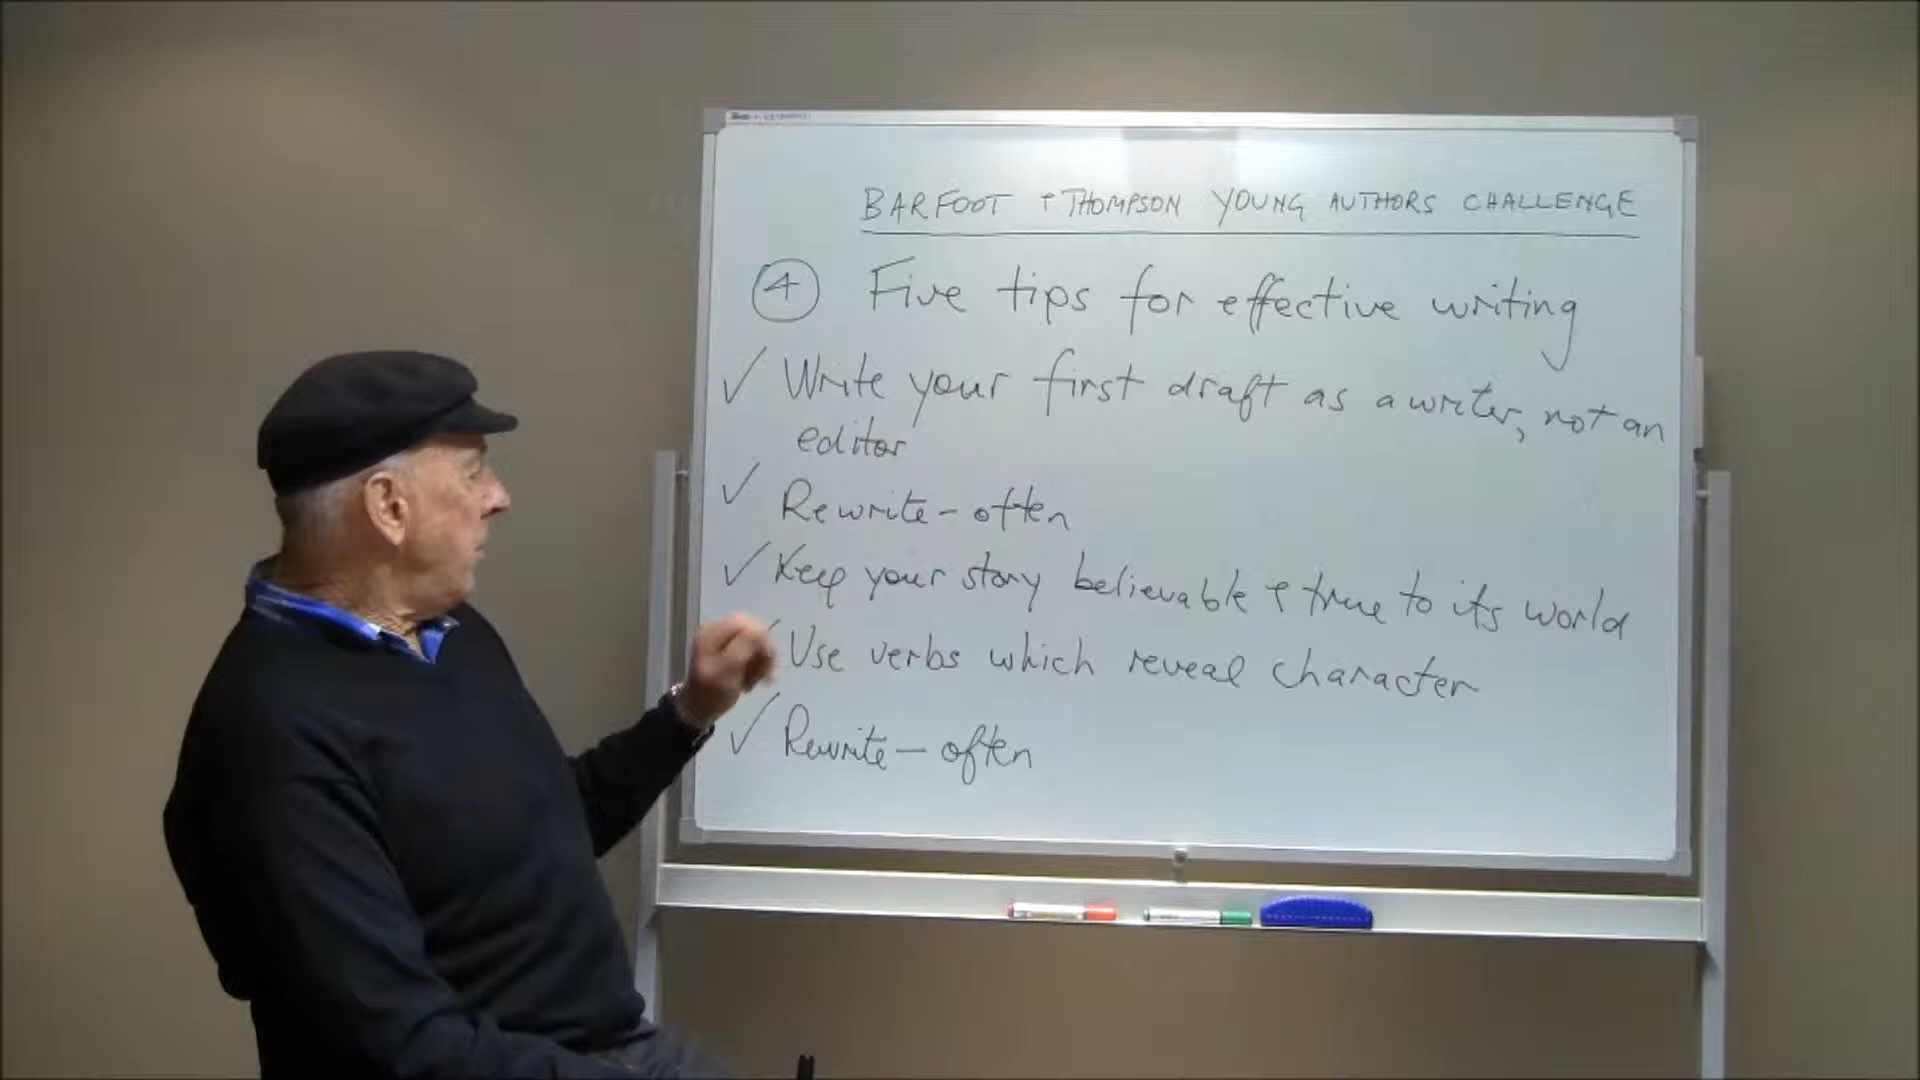 BARFOOT + THOMPSON YOUNG AUTHORS CHALLENGE
4 Five tips for effective writing
✓ Write your first draft as a writer, not an
editor
✓ Rewrite - often
✓ Keep your story believable + true to its world
✓ Use verbs which reveal character
✓ Rewrite - often